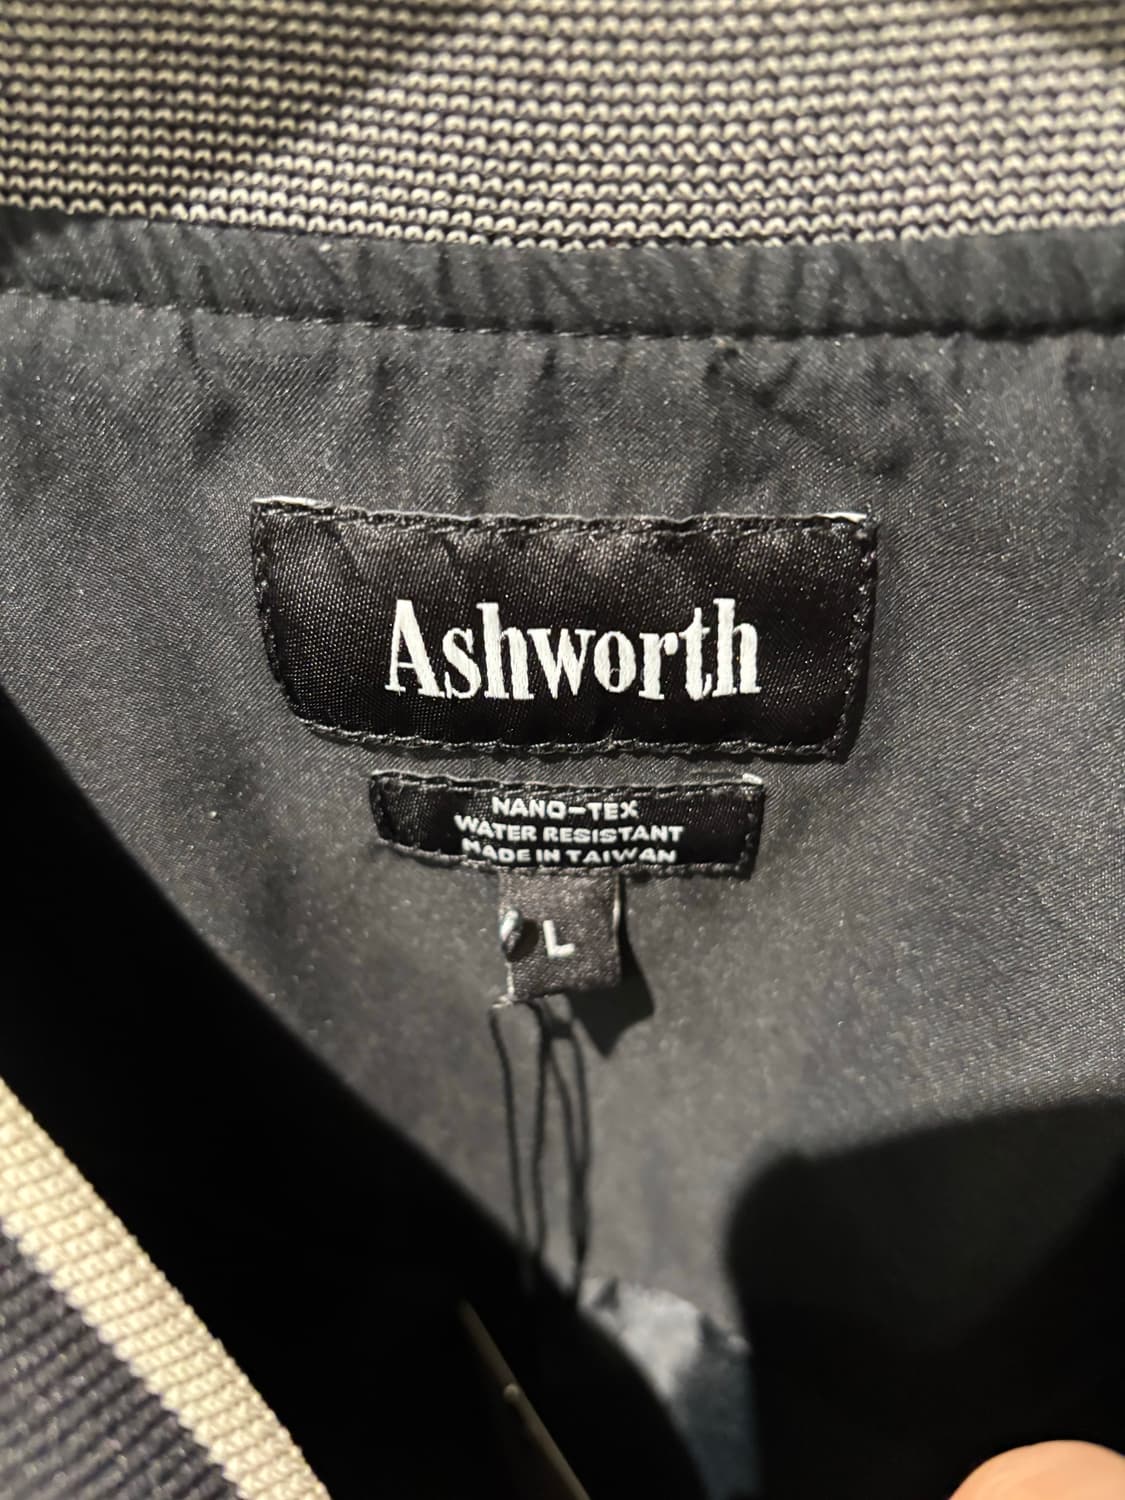 Ashworth
NANO-TEX
WATER RESISTANT
MADE IN TAIWAN
L